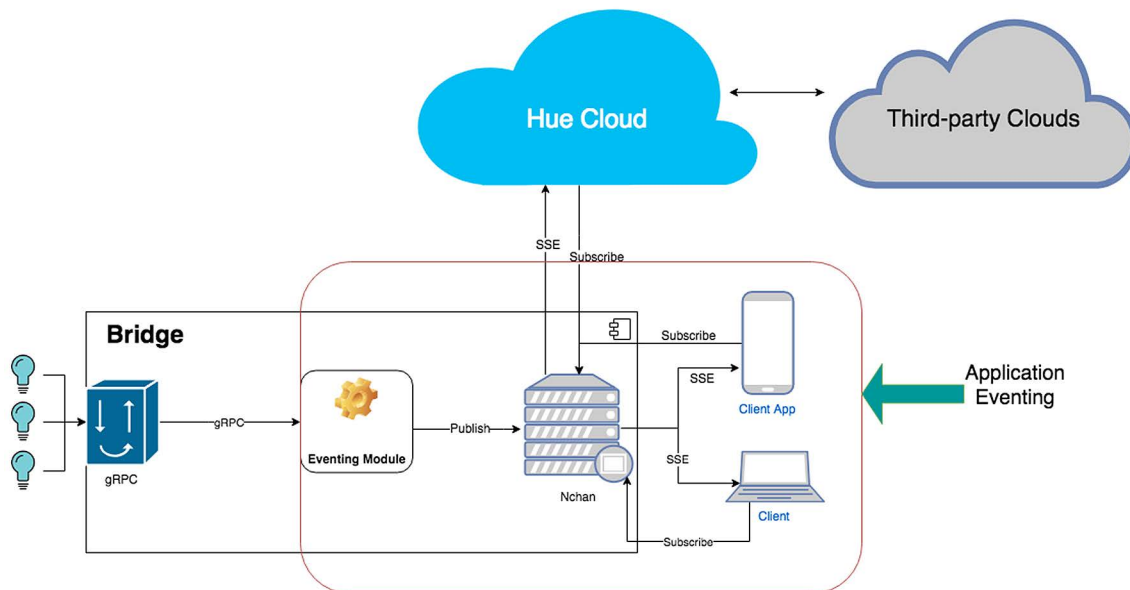 Hue Cloud
Third-party Clouds
SSE
Subscribe
Bridge
Subscribe
SSE
Client App
Application
Eventing
gRPC
gRPC
Eventing Module
Publish
Nchan
SSE
Client
Subscribe